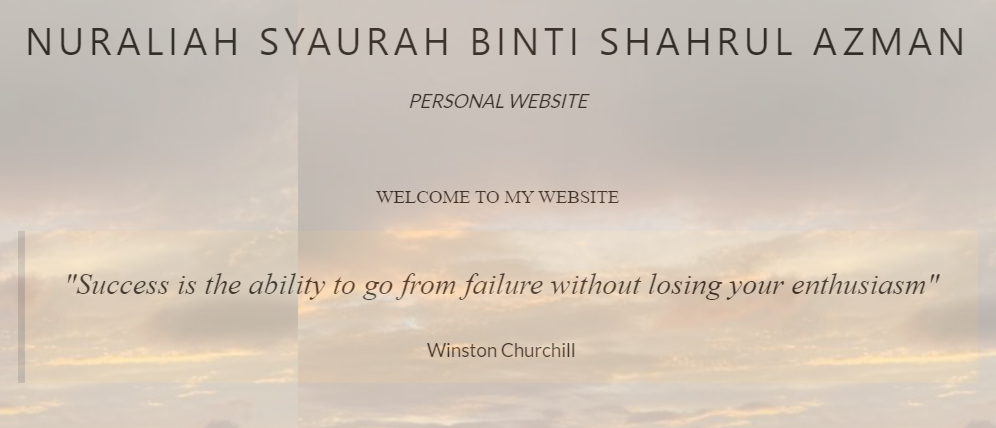 NURALIAH SYAURAH BINTI SHAHRUL AZMAN
PERSONAL WEBSITE
WELCOME TO MY WEBSITE
"Success is the ability to go from failure without losing your enthusiasm"
Winston Churchill